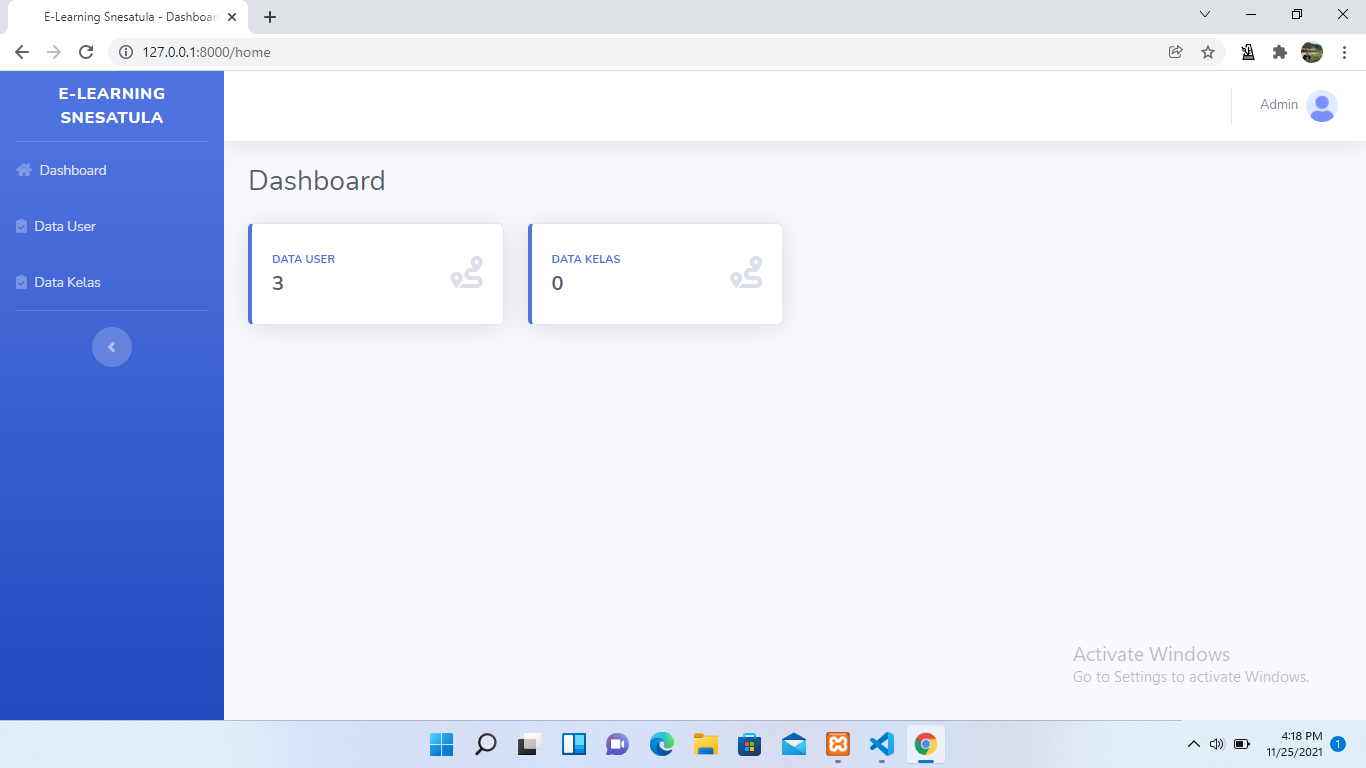 E-Learning Snesatula - Dashboar
127.0.0.1:8000/home
E-LEARNING
SNESATULA
Admin
Dashboard
Data User
Data Kelas
Dashboard
DATA USER
3
DATA KELAS
0
Activate Windows
Go to Settings to activate Windows.
4:18 PM
11/25/2021
1